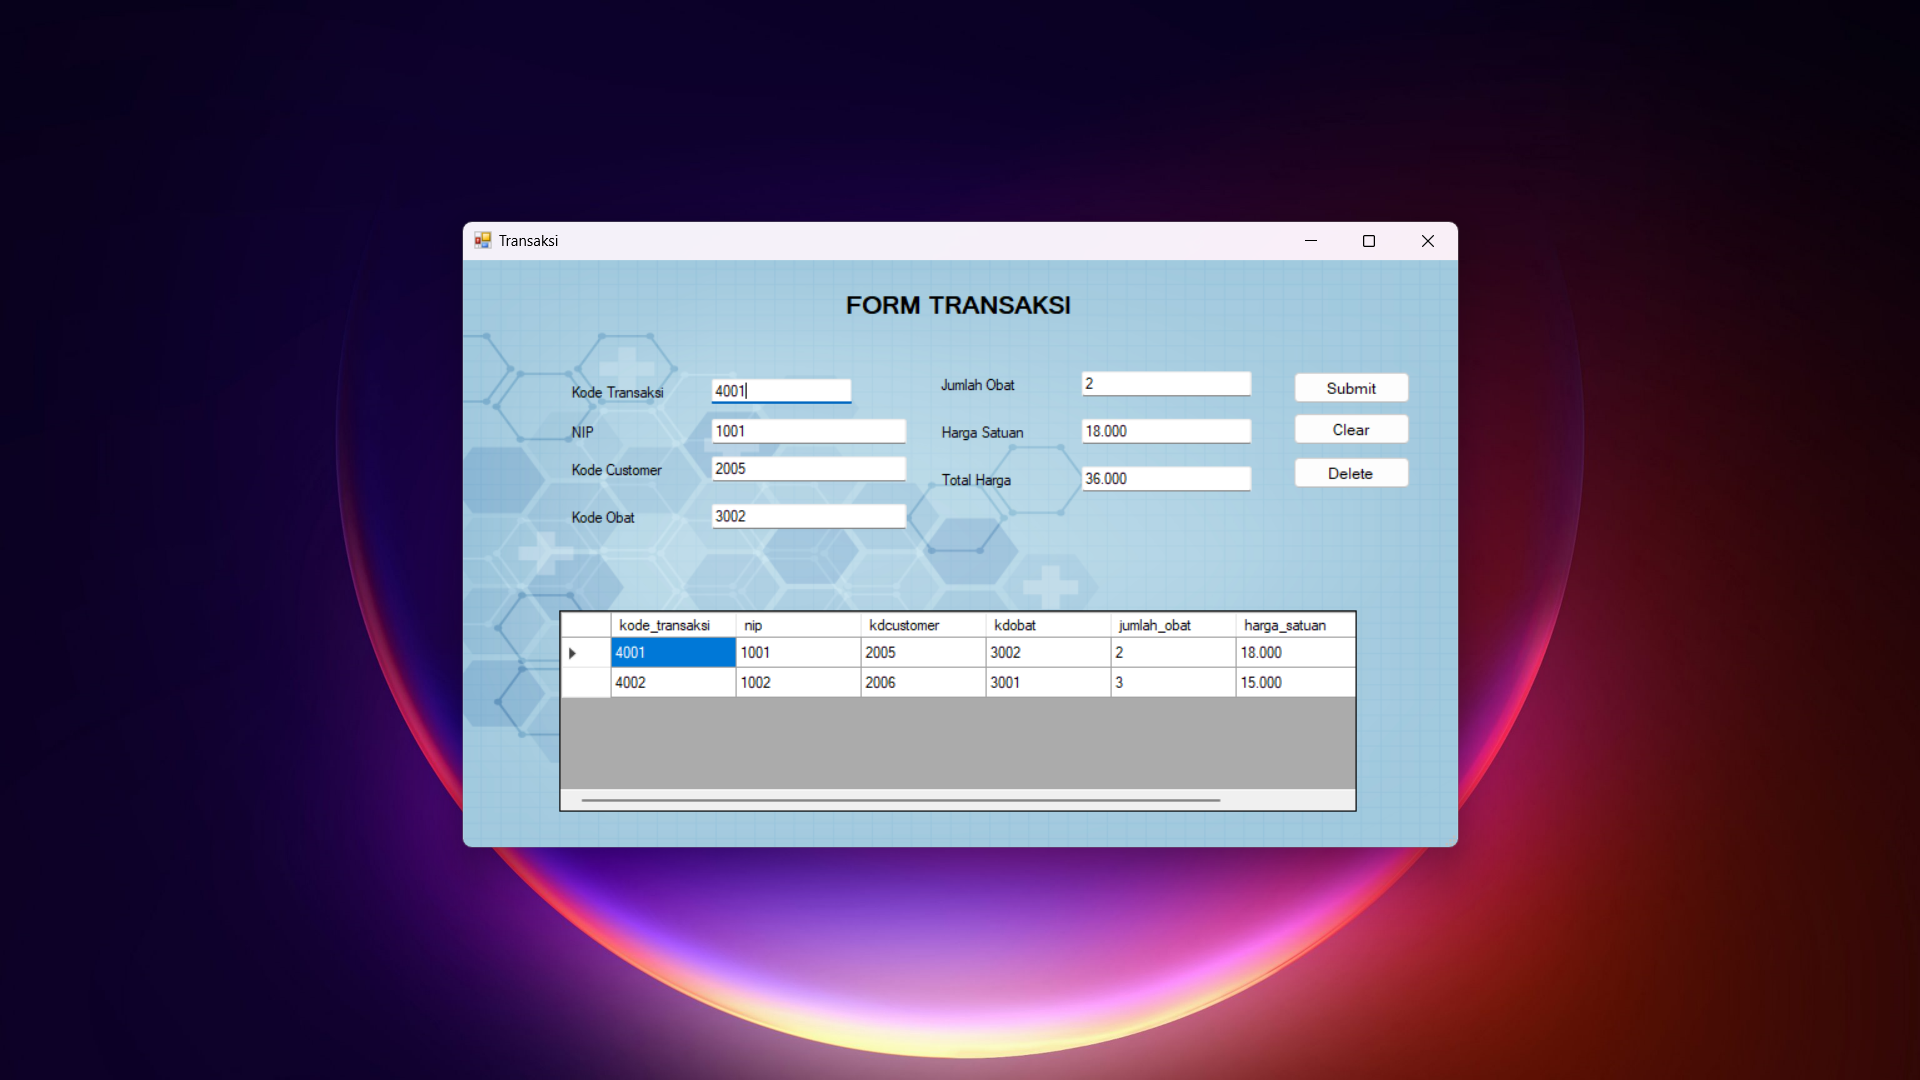 Transaksi
FORM TRANSAKSI
Kode Transaksi 4001
NIP 1001
Kode Customer 2005
Kode Obat 3002
Jumlah Obat 2
Harga Satuan 18.000
Total Harga 36.000
Submit
Clear
Delete
kode_transaksi nip kdcustomer kdobat jumlah_obat harga_satuan
4001 1001 2005 3002 2 18.000
4002 1002 2006 3001 3 15.000